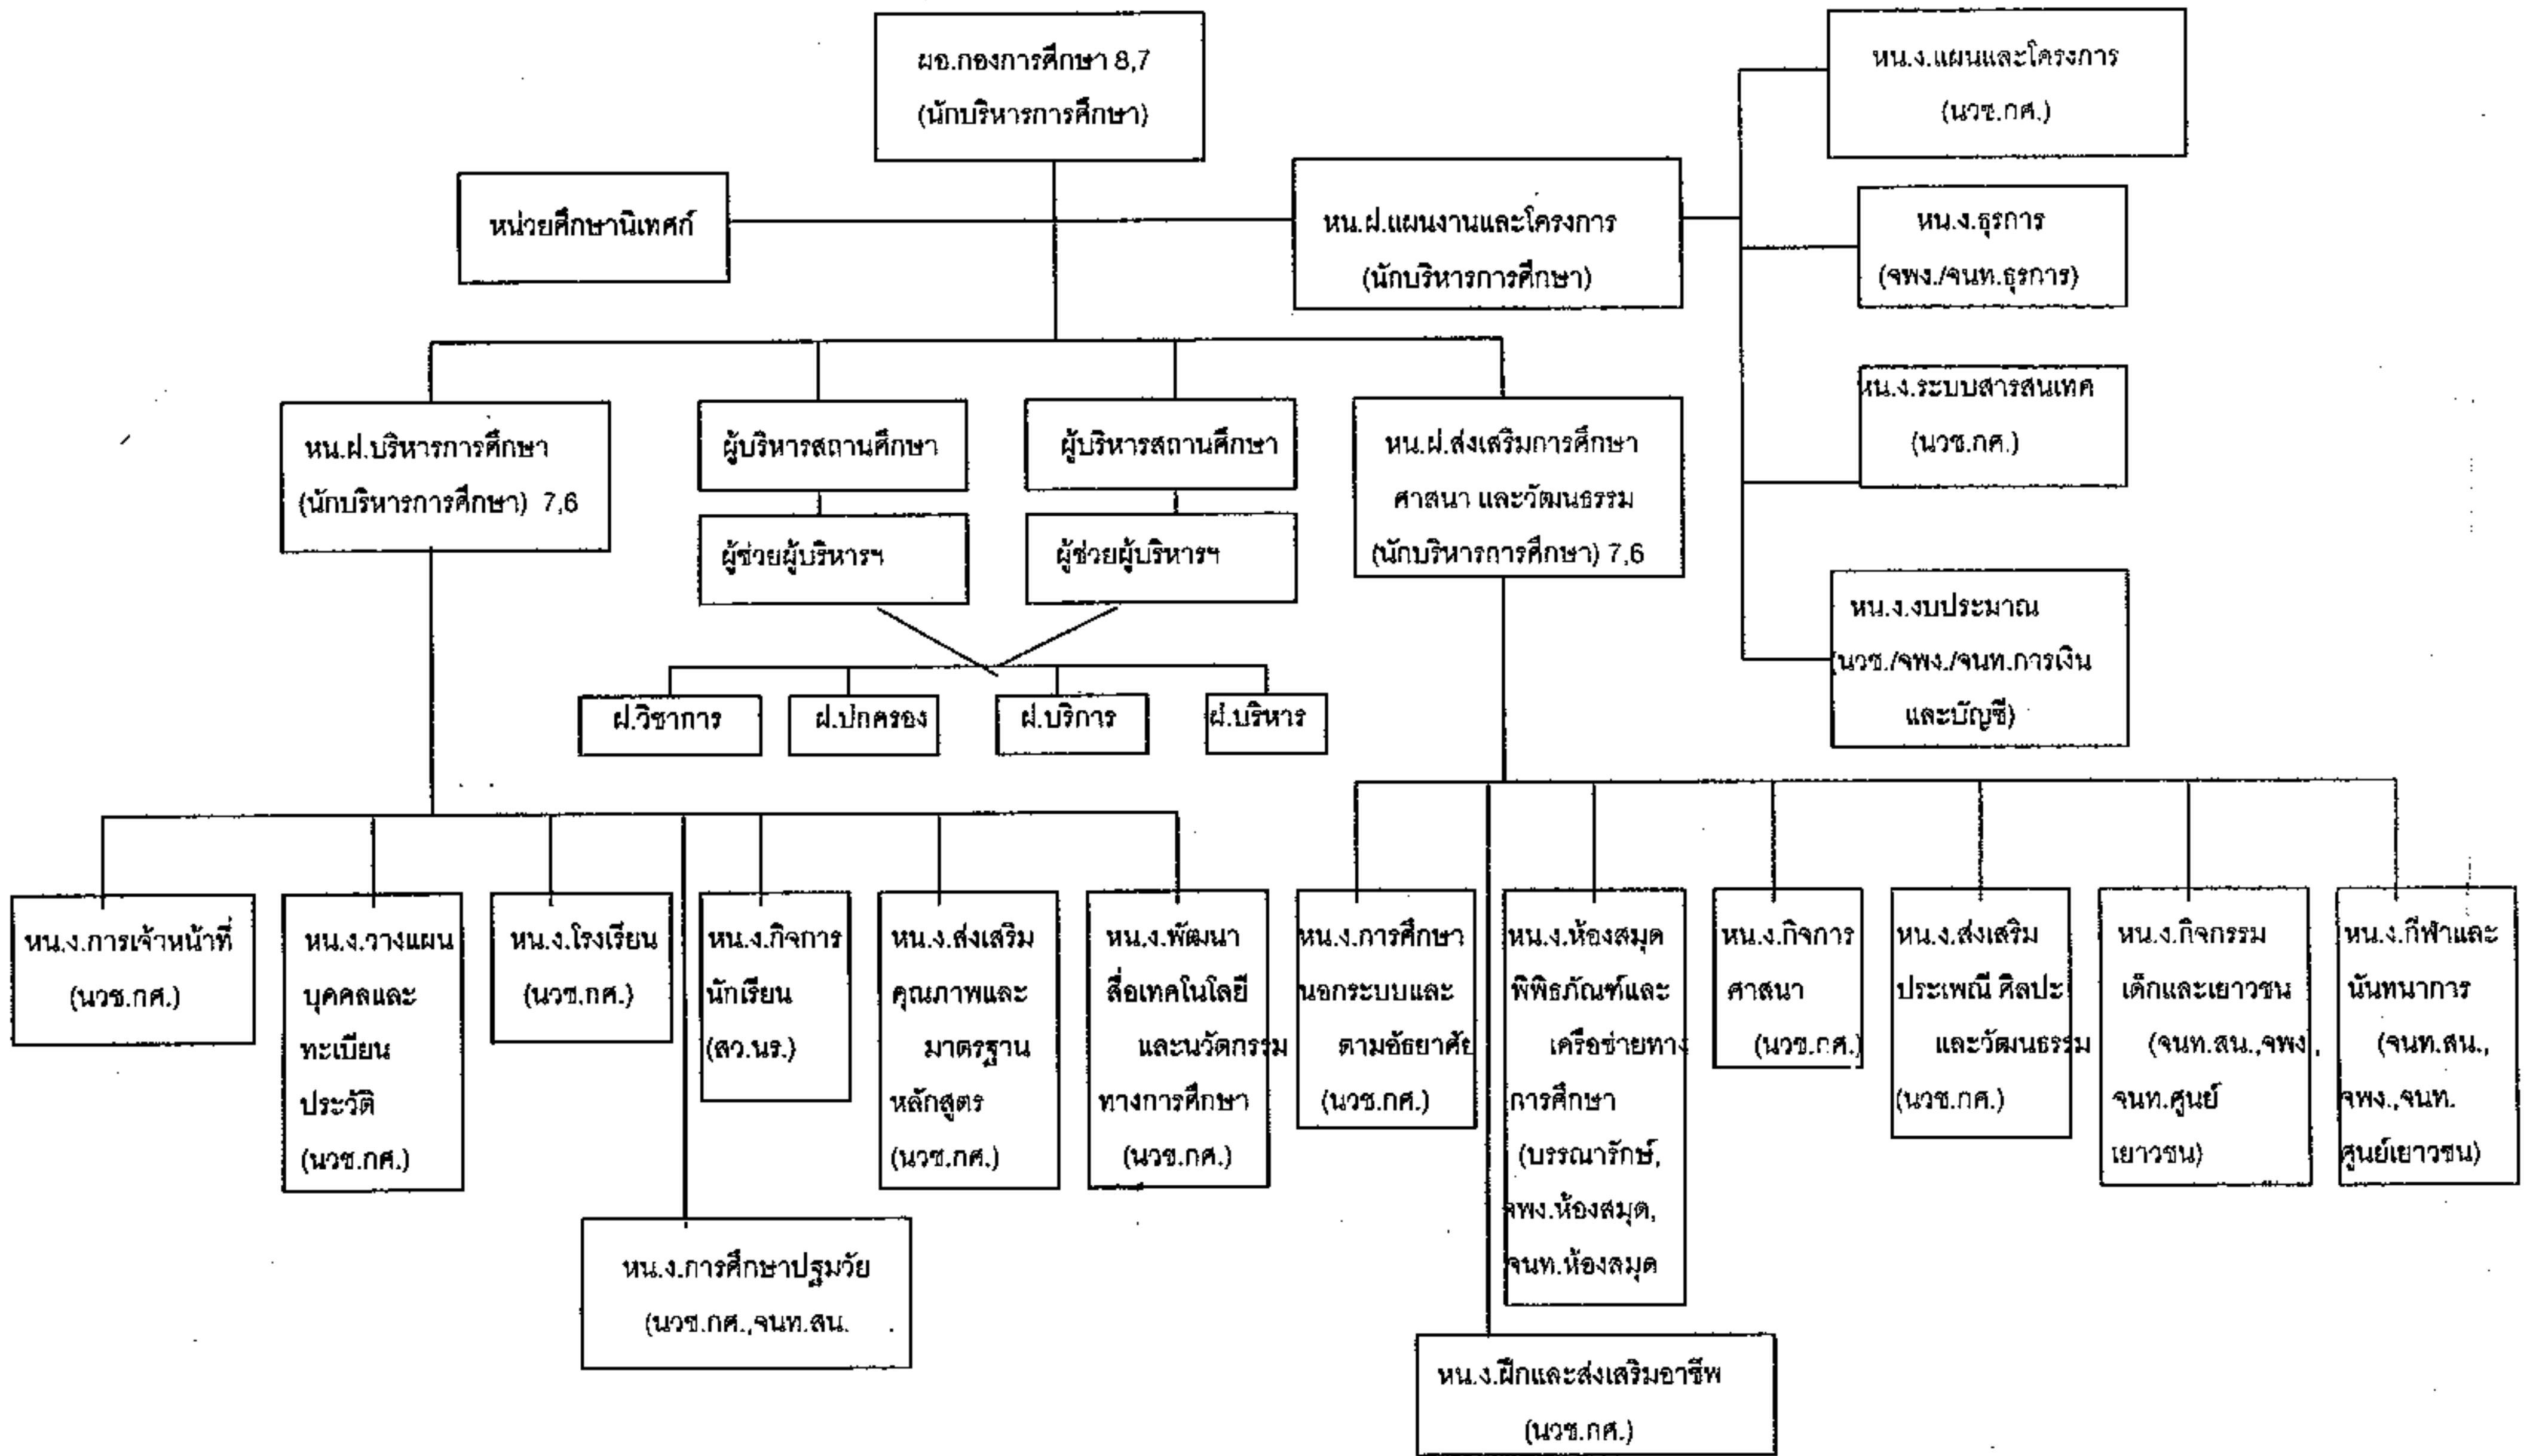 ผอ.กองการศึกษา 8,7
(นักบริหารการศึกษา)
หน.ง.แผนและโครงการ
(นวช.กศ.)
หน่วยศึกษานิเทศก์
หน.ฝ.แผนงานและโครงการ
(นักบริหารการศึกษา)
หน.ง.ธุรการ
(จพง./จนท.ธุรการ)
หน.ง.ระบบสารสนเทศ
(นวช.กศ.)
หน.ง.งบประมาณ
(นวช./จพง./จนท.การเงิน
และบัญชี)
หน.ฝ.บริหารการศึกษา
(นักบริหารการศึกษา) 7,6
ผู้บริหารสถานศึกษา
ผู้ช่วยผู้บริหารฯ
ผู้บริหารสถานศึกษา
ผู้ช่วยผู้บริหารฯ
หน.ฝ.ส่งเสริมการศึกษา
ศาสนา และวัฒนธรรม
(นักบริหารการศึกษา) 7,6
ฝ.วิชาการ
ฝ.ปกครอง
ฝ.บริการ
ฝ.บริหาร
หน.ง.การเจ้าหน้าที่
(นวช.กศ.)
หน.ง.วางแผน
บุคคลและ
ทะเบียน
ประวัติ
(นวช.กศ.)
หน.ง.โรงเรียน
(นวช.กศ.)
หน.ง.กิจการ
นักเรียน
(สว.นร.)
หน.ง.ส่งเสริม
คุณภาพและ
มาตรฐาน
หลักสูตร
(นวช.กศ.)
หน.ง.พัฒนา
สื่อเทคโนโลยี
และนวัตกรรม
ทางการศึกษา
(นวช.กศ.)
หน.ง.การศึกษา
นอกระบบและ
ตามอัธยาศัย
(นวช.กศ.)
หน.ง.ห้องสมุด
พิพิธภัณฑ์และ
เครือข่ายทาง
การศึกษา
(บรรณารักษ์,
จพง.ห้องสมุด,
จนท.ห้องสมุด
หน.ง.กิจการ
ศาสนา
(นวช.กศ.)
หน.ง.ส่งเสริม
ประเพณี ศิลปะ
และวัฒนธรรม
(นวช.กศ.)
หน.ง.กิจกรรม
เด็กและเยาวชน
(จนท.สน.,จพง.,
จนท.ศูนย์
เยาวชน)
หน.ง.กีฬาและ
นันทนาการ
(จนท.สน.,
จพง.,จนท.
ศูนย์เยาวชน)
หน.ง.การศึกษาปฐมวัย
(นวช.กศ.,จนท.สน.
หน.ง.ฝึกและส่งเสริมอาชีพ
(นวช.กศ.)